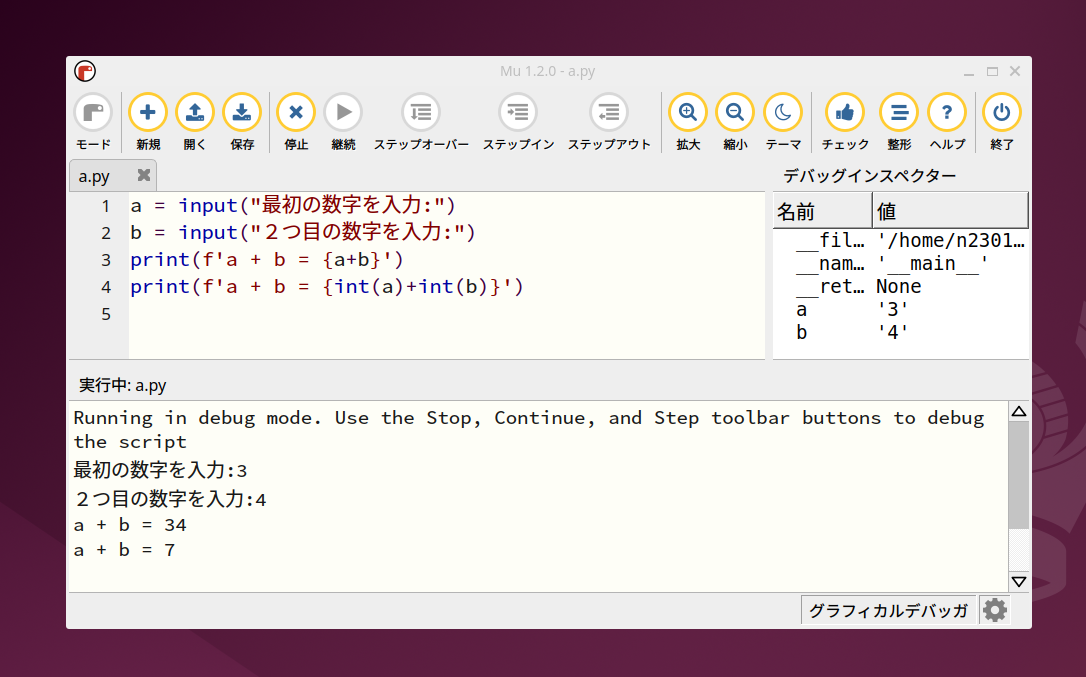 Mu 1.2.0 - a.py
モード 新規 開く 保存 停止 継続 ステップオーバー ステップイン ステップアウト 拡大 縮小 テーマ チェック 整形 ヘルプ 終了
a.py
デバッグインスペクター
1 a = input("最初の数字を入力:")
2 b = input("２つ目の数字を入力:")
3 print(f'a + b = {a+b}')
4 print(f'a + b = {int(a)+int(b)}')
5
名前 値
__fil... '/home/n2301...
__nam... '__main__'
__ret... None
a '3'
b '4'
実行中: a.py
Running in debug mode. Use the Stop, Continue, and Step toolbar buttons to debug
the script
最初の数字を入力:3
２つ目の数字を入力:4
a + b = 34
a + b = 7
グラフィカルデバッガ